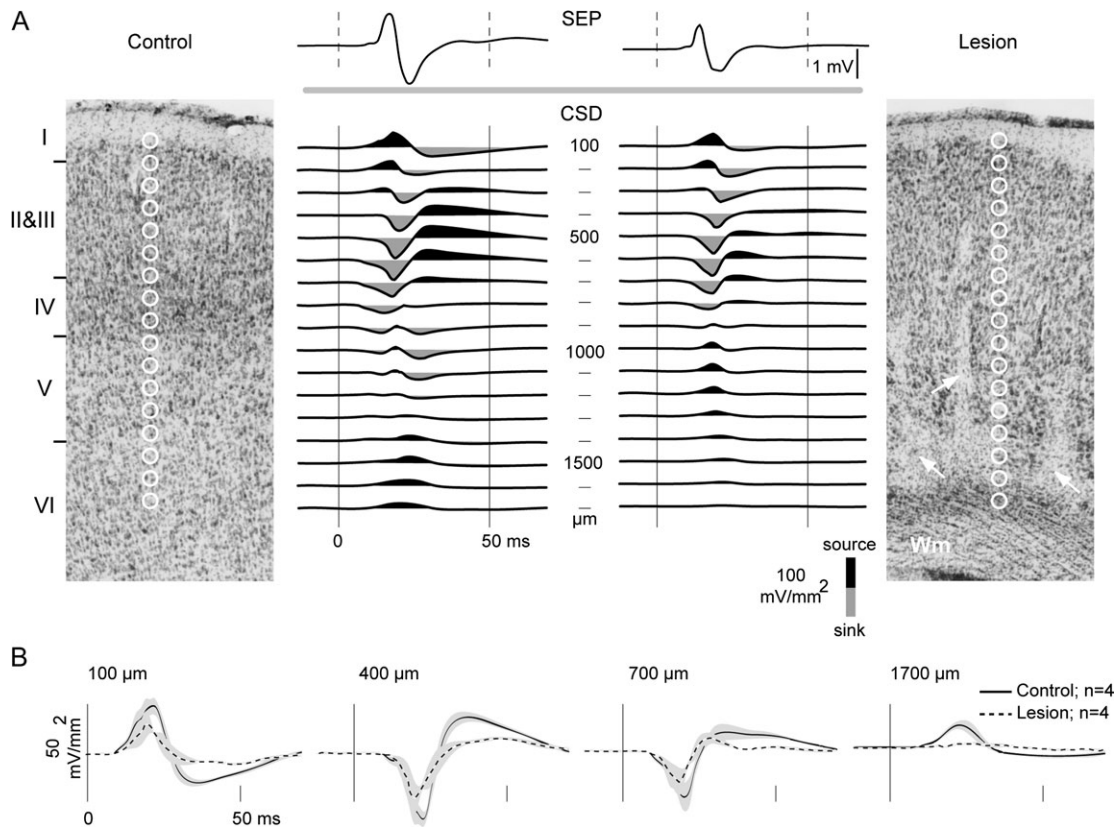 A
Control
SEP
Lesion
1 mV
CSD
I
II&III
IV
V
VI
100
500
1000
1500
µm
0
50 ms
Wm
source
100
mV/mm²
sink
B
100 µm
400 µm
700 µm
1700 µm
Control; n=4
Lesion; n=4
50
mV/mm²
0
50 ms